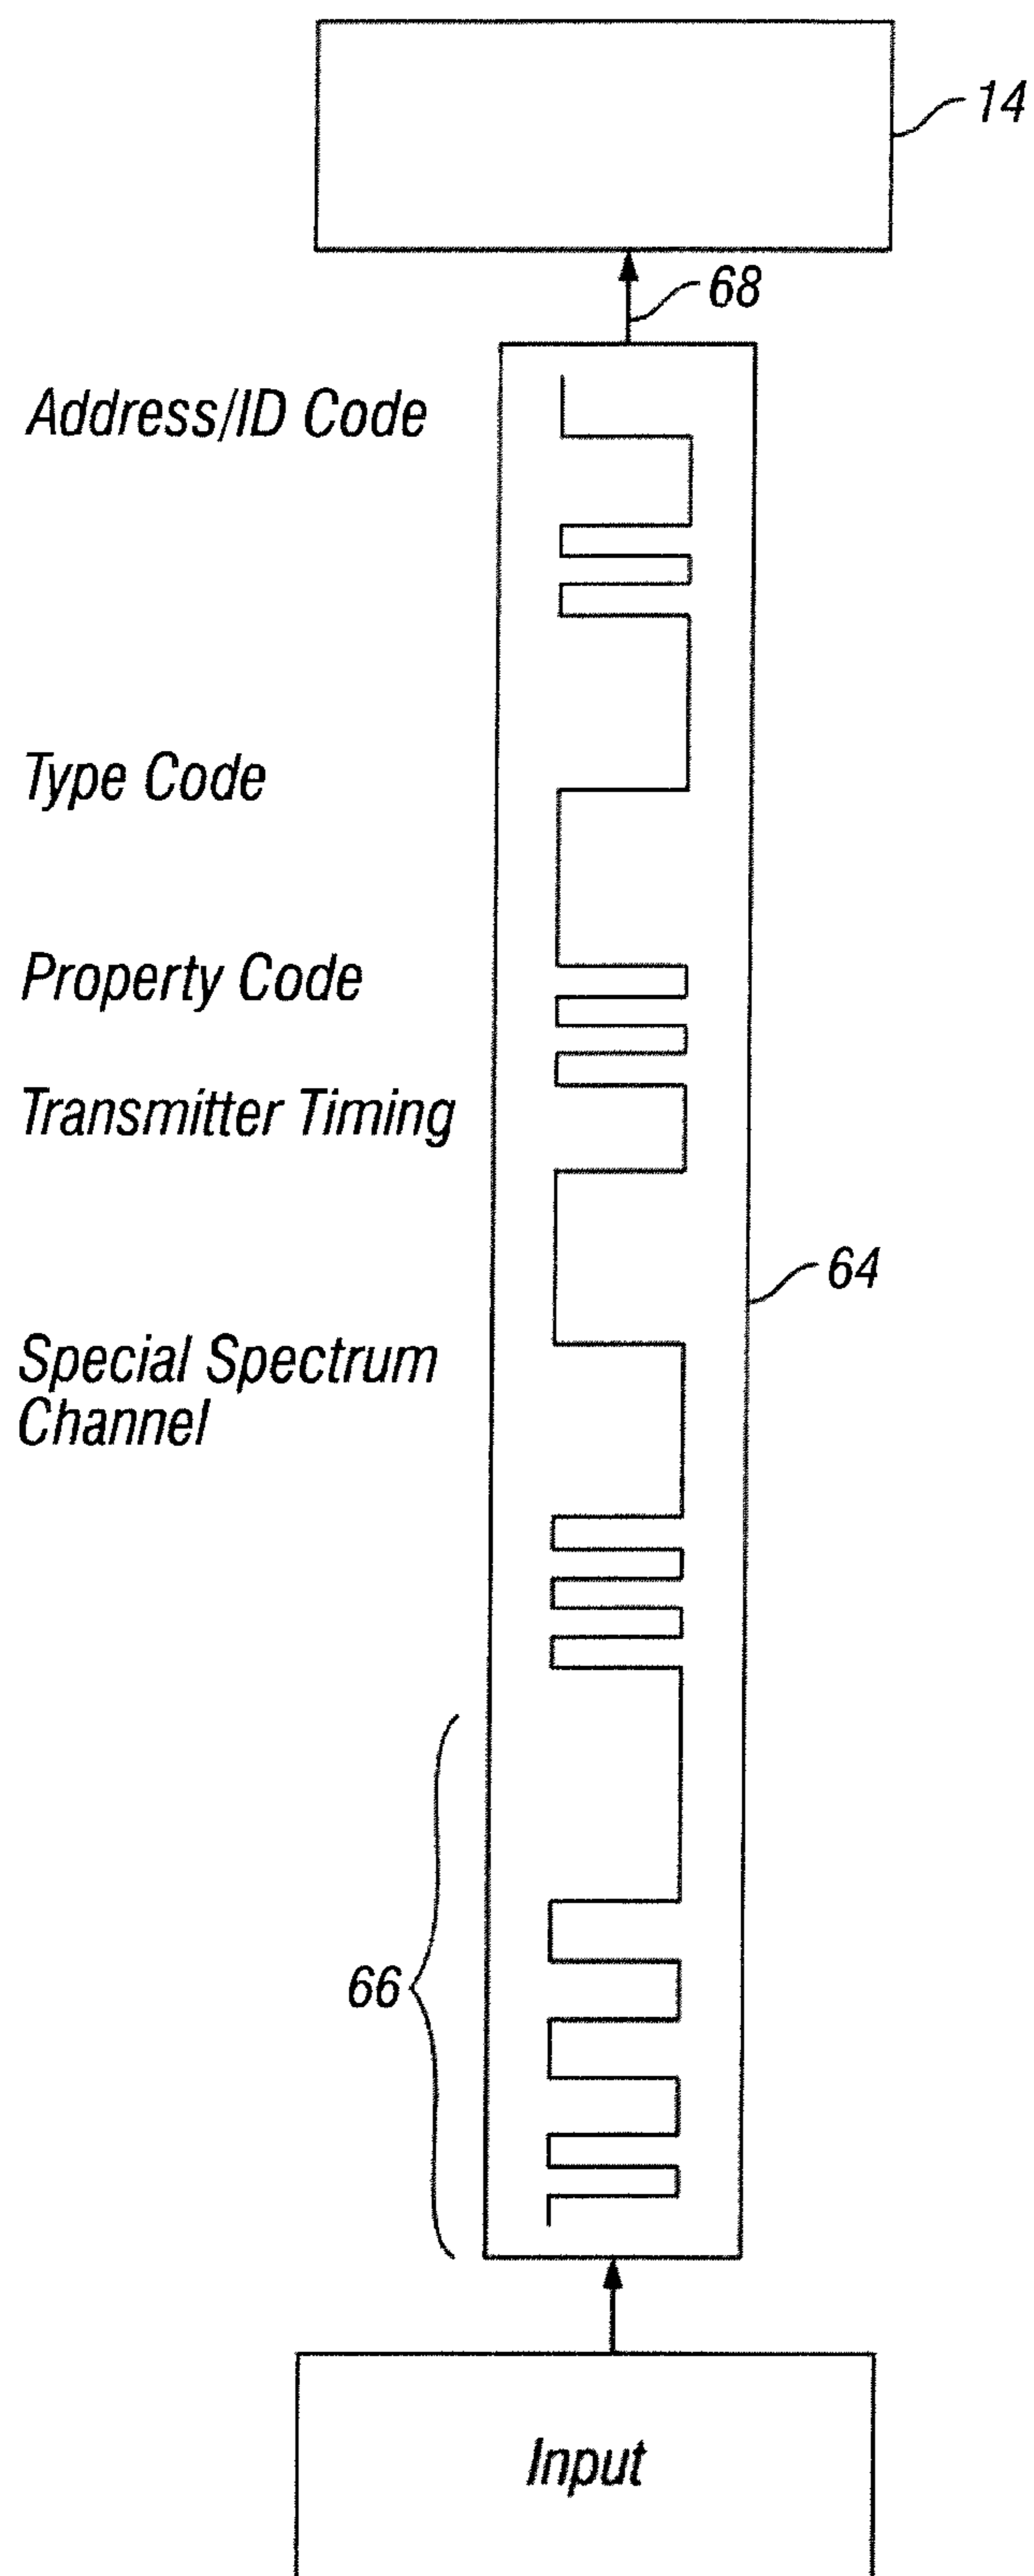 14
68
Address/ID Code
Type Code
Property Code
Transmitter Timing
64
Special Spectrum
Channel
66
Input